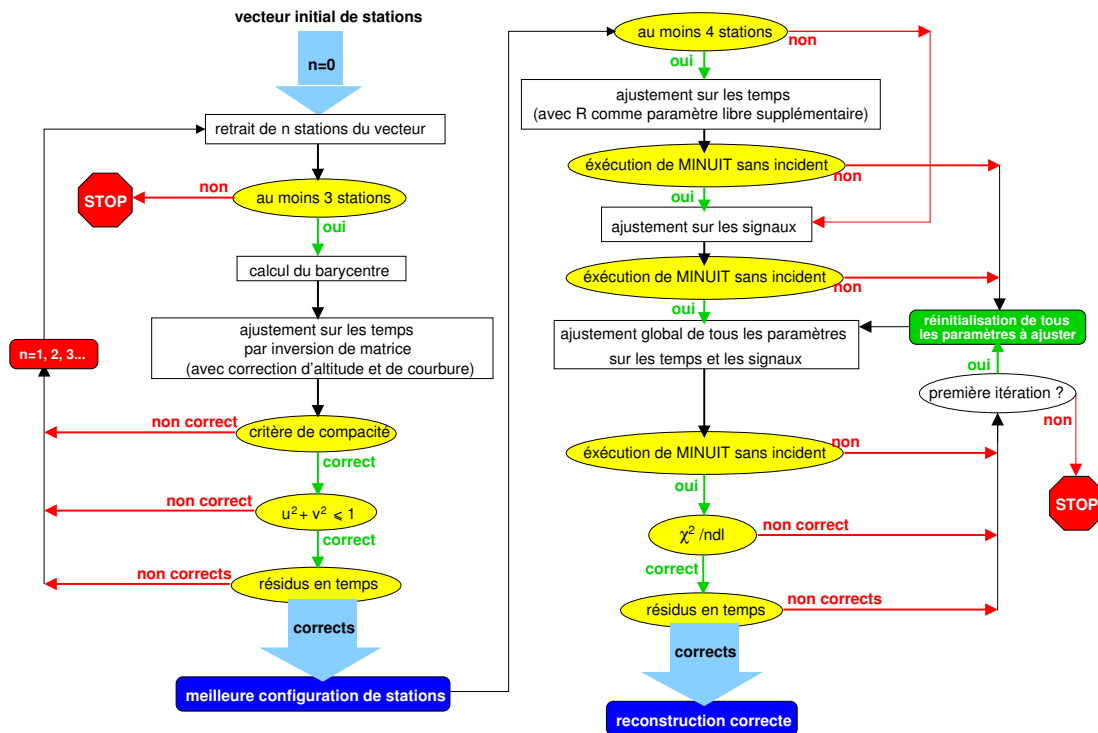 vecteur initial de stations
n=0
retrait de n stations du vecteur
non
STOP
au moins 3 stations
oui
calcul du barycentre
ajustement sur les temps
par inversion de matrice
(avec correction d'altitude et de courbure)
n=1, 2, 3...
non correct
critère de compacité
correct
non correct
u² + v² ⩽ 1
correct
non corrects
résidus en temps
corrects
meilleure configuration de stations
au moins 4 stations
non
oui
ajustement sur les temps
(avec R comme paramètre libre supplémentaire)
éxécution de MINUIT sans incident
non
oui
ajustement sur les signaux
éxécution de MINUIT sans incident
non
oui
ajustement global de tous les paramètres
sur les temps et les signaux
réinitialisation de tous
les paramètres à ajuster
oui
première itération ?
non
STOP
éxécution de MINUIT sans incident
non
oui
χ² /ndl
non correct
correct
résidus en temps
non corrects
corrects
reconstruction correcte